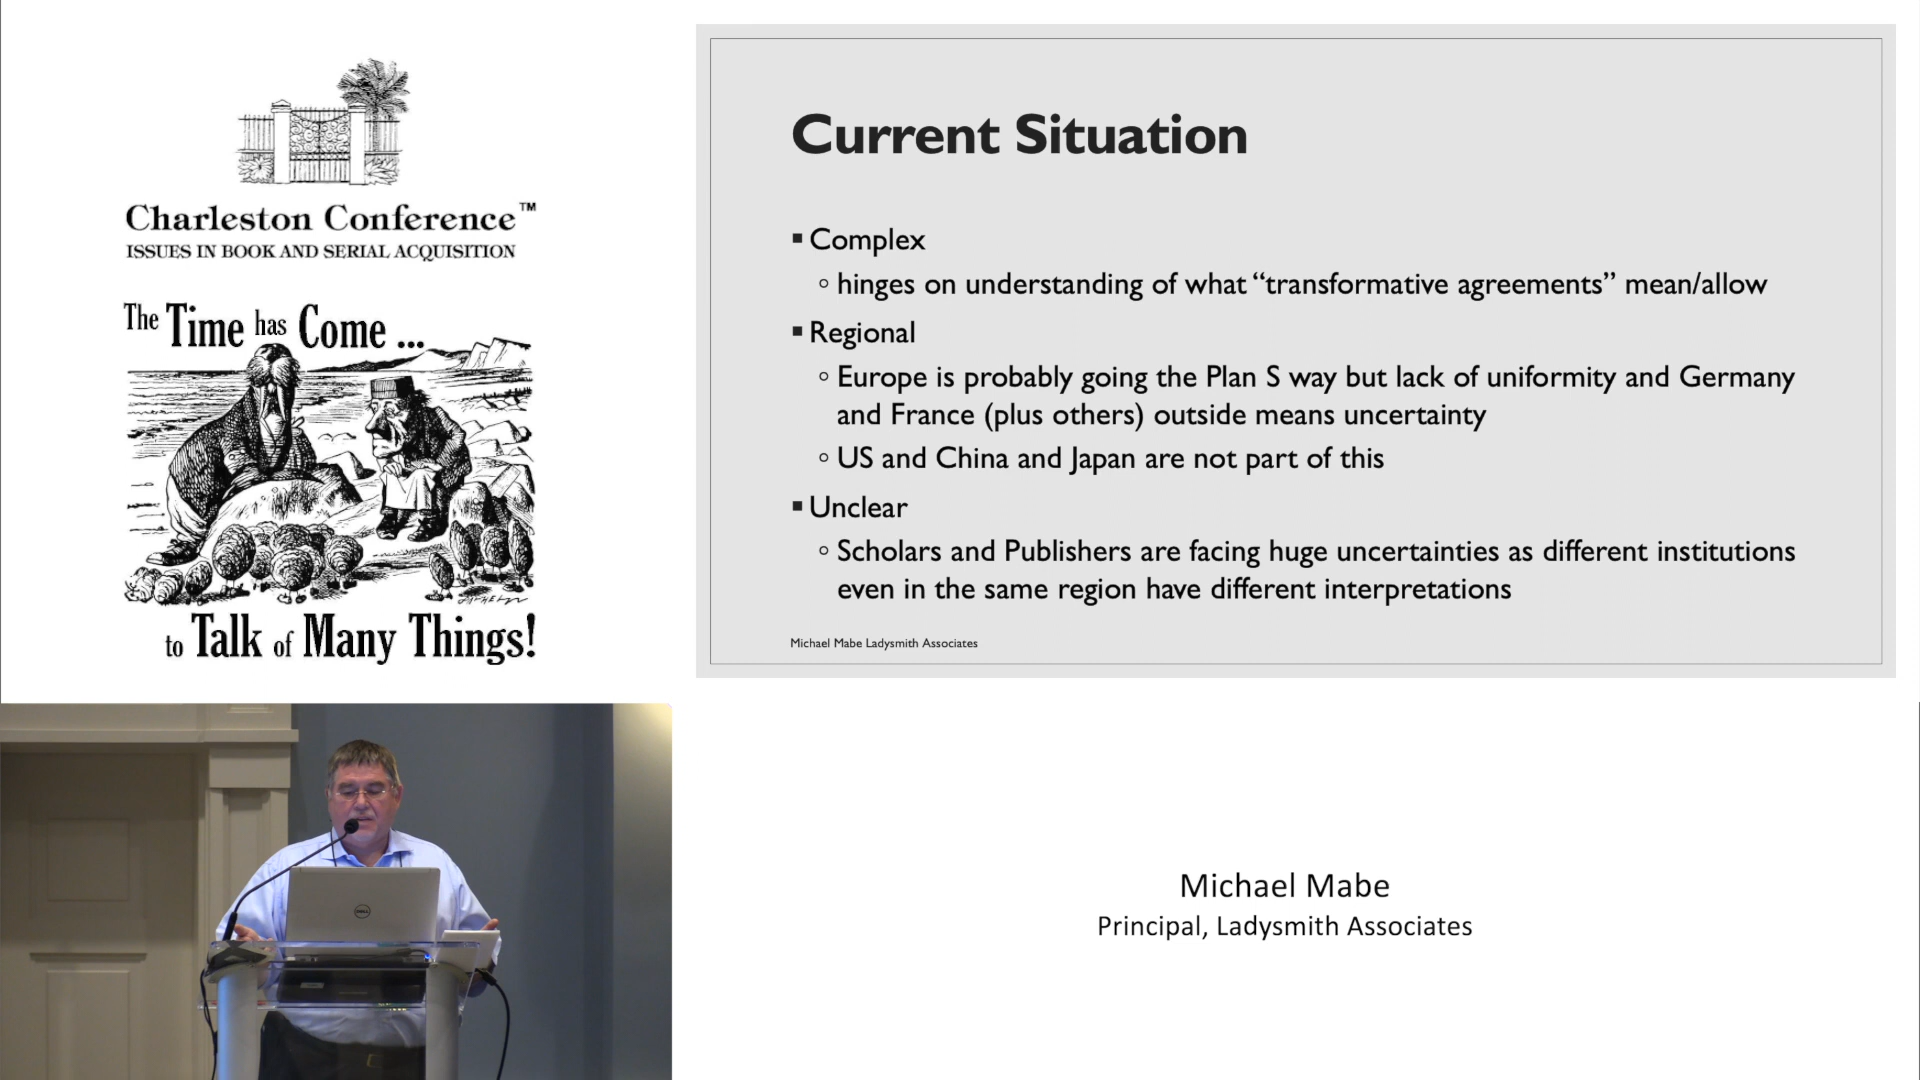 Charleston Conference™
ISSUES IN BOOK AND SERIAL ACQUISITION
The Time has Come ...
to Talk of Many Things!
Current Situation
▪ Complex
◦ hinges on understanding of what “transformative agreements” mean/allow
▪ Regional
◦ Europe is probably going the Plan S way but lack of uniformity and Germany
and France (plus others) outside means uncertainty
◦ US and China and Japan are not part of this
▪ Unclear
◦ Scholars and Publishers are facing huge uncertainties as different institutions
even in the same region have different interpretations
Michael Mabe Ladysmith Associates
DELL
Michael Mabe
Principal, Ladysmith Associates